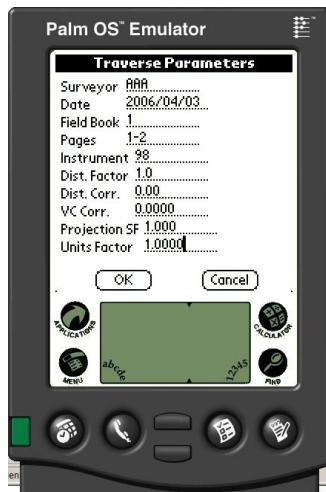 Palm OS™ Emulator
Traverse Parameters
Surveyor AAA
Date 2006/04/03
Field Book 1
Pages 1-2
Instrument 98
Dist. Factor 1.0
Dist. Corr. 0.00
VC Corr. 0.0000
Projection SF 1.000
Units Factor 1.0000
OK Cancel
APPLICATIONS CALCULATOR
abcde 12345
MENU FIND
en